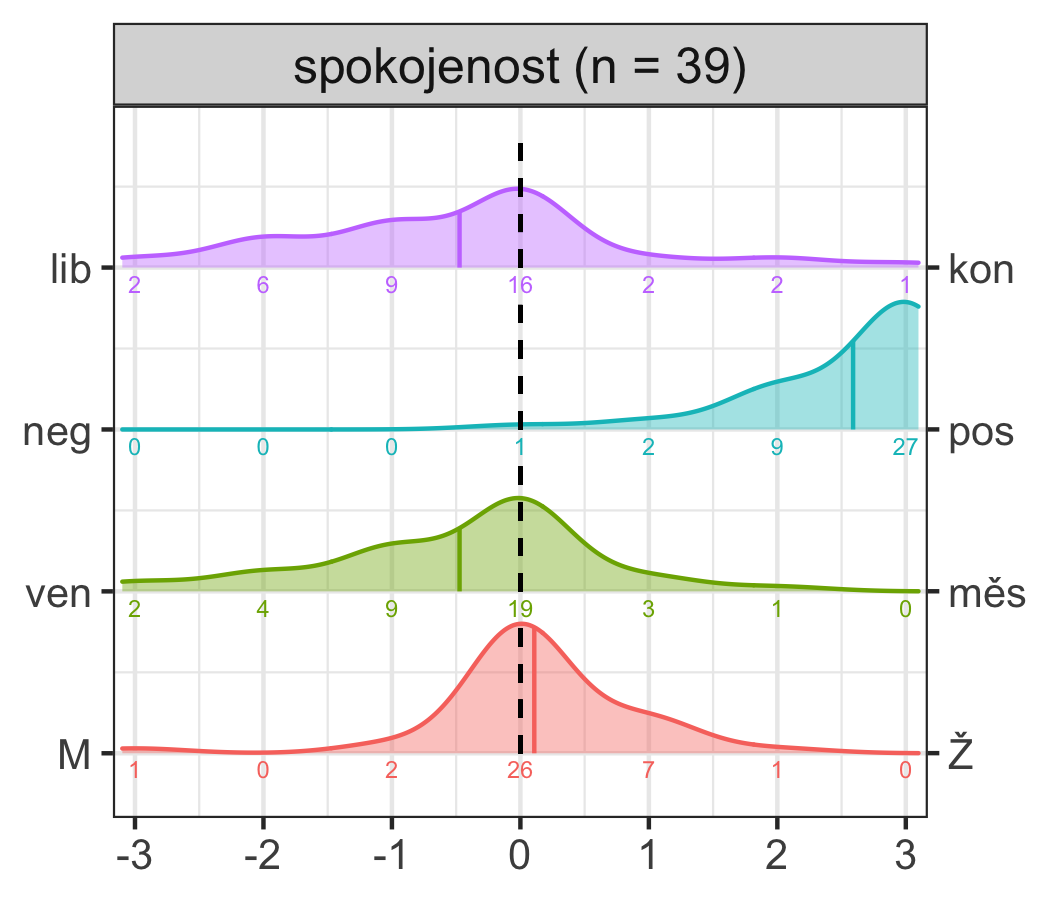 spokojenost (n = 39)
lib kon
2 6 9 16 2 2 1
neg pos
0 0 0 1 2 9 27
ven měs
2 4 9 19 3 1 0
M Ž
1 0 2 26 7 1 0
-3 -2 -1 0 1 2 3